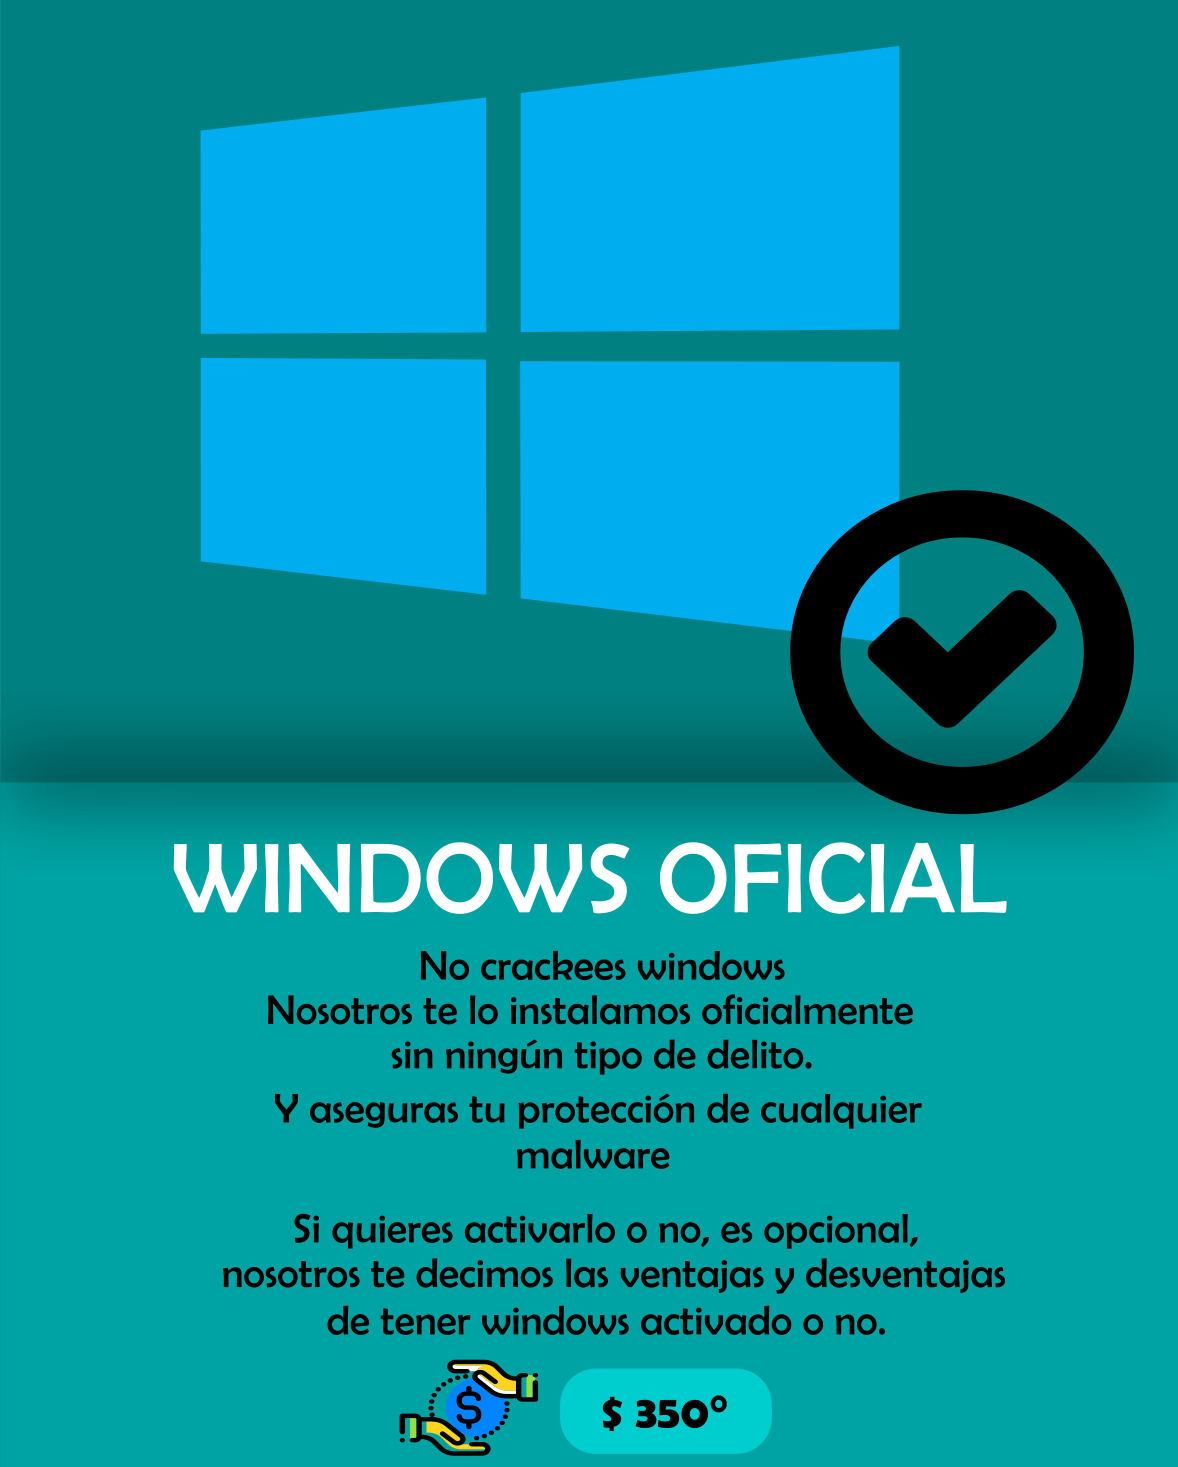 WINDOWS OFICIAL
No crackees windows
Nosotros te lo instalamos oficialmente
sin ningún tipo de delito.
Y aseguras tu protección de cualquier
malware
Si quieres activarlo o no, es opcional,
nosotros te decimos las ventajas y desventajas
de tener windows activado o no.
$
$ 350°